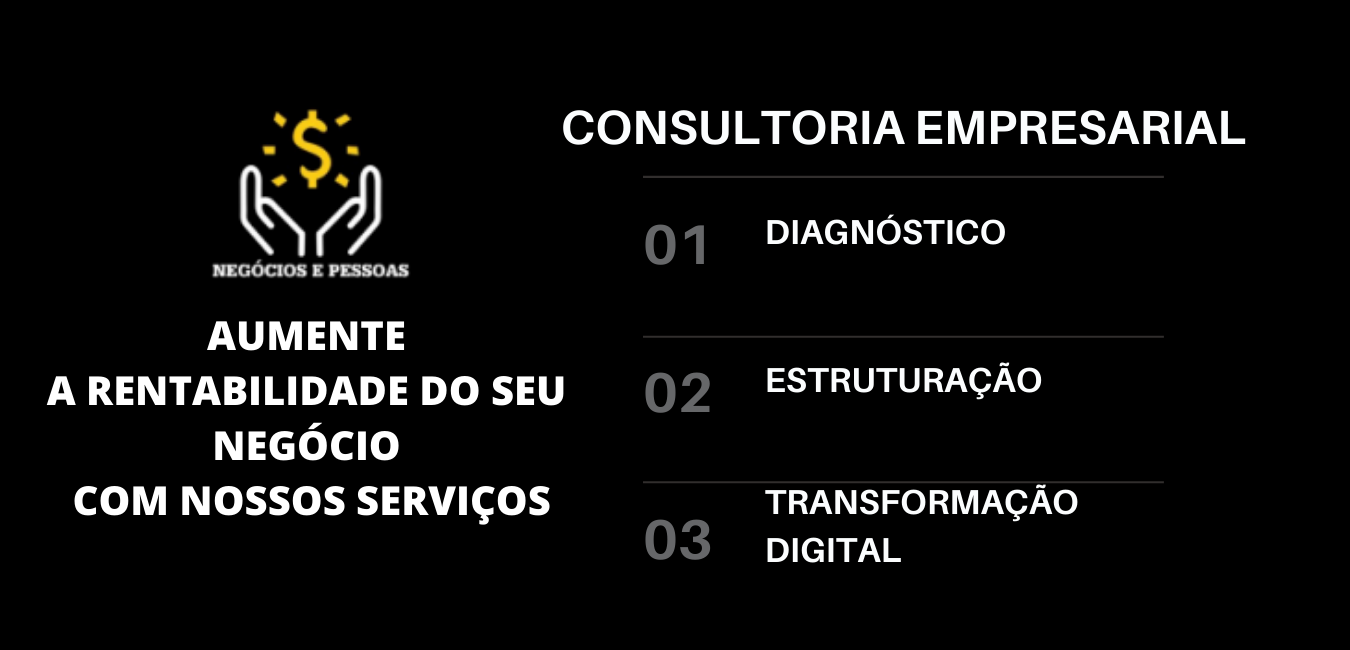 NEGÓCIOS E PESSOAS
AUMENTE
A RENTABILIDADE DO SEU
NEGÓCIO
COM NOSSOS SERVIÇOS
CONSULTORIA EMPRESARIAL
01 DIAGNÓSTICO
02 ESTRUTURAÇÃO
03 TRANSFORMAÇÃO
DIGITAL